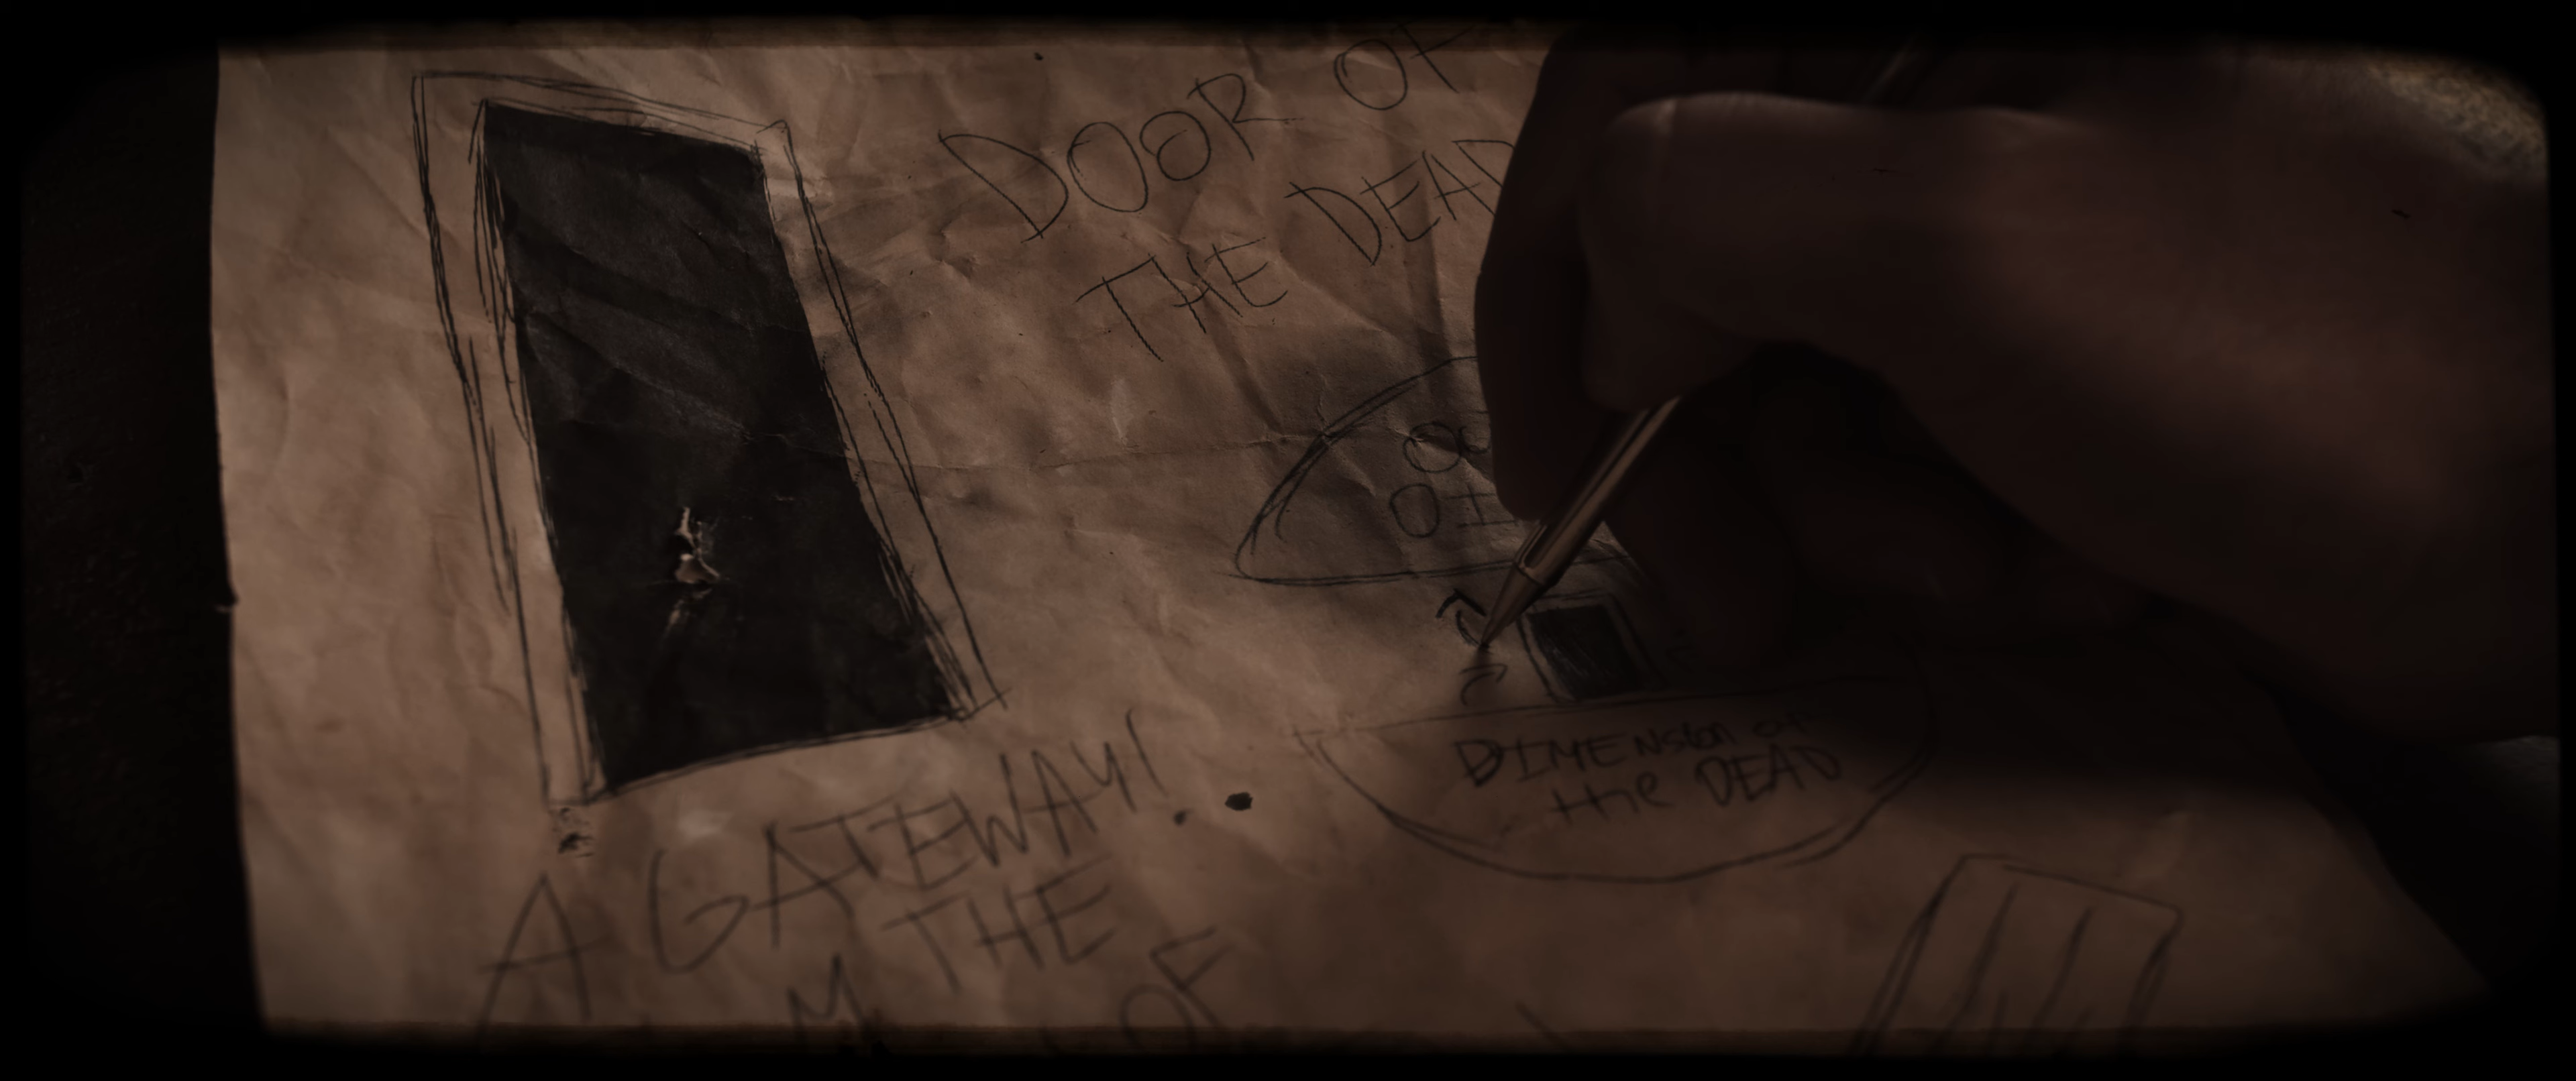 DOOR OF
THE DEAD
DIMENsion of
the DEAD
A GATEWAY!
THE
OF